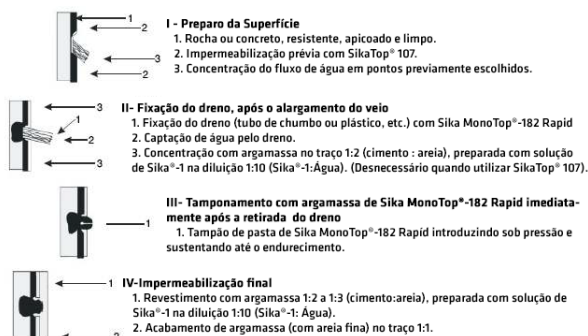 I - Preparo da Superfície
1
2
3
2
1. Rocha ou concreto, resistente, apicoado e limpo.
2. Impermeabilização prévia com SikaTop® 107.
3. Concentração do fluxo de água em pontos previamente escolhidos.
II- Fixação do dreno, após o alargamento do veio
3
1
2
3
1. Fixação do dreno (tubo de chumbo ou plástico, etc.) com Sika MonoTop®-182 Rapid
2. Captação de água pelo dreno.
3. Concentração com argamassa no traço 1:2 (cimento : areia), preparada com solução
de Sika®-1 na diluição 1:10 (Sika®-1:Água). (Desnecessário quando utilizar SikaTop® 107).
III- Tamponamento com argamassa de Sika MonoTop®-182 Rapid imediata-
mente após a retirada do dreno
1
1. Tampão de pasta de Sika MonoTop®-182 Rapíd introduzindo sob pressão e
sustentando até o endurecimento.
1
IV-Impermeabilização final
1. Revestimento com argamassa 1:2 a 1:3 (cimento:areia), preparada com solução de
Sika®-1 na diluição 1:10 (Sika®-1: Água).
2. Acabamento de argamassa (com areia fina) no traço 1:1.